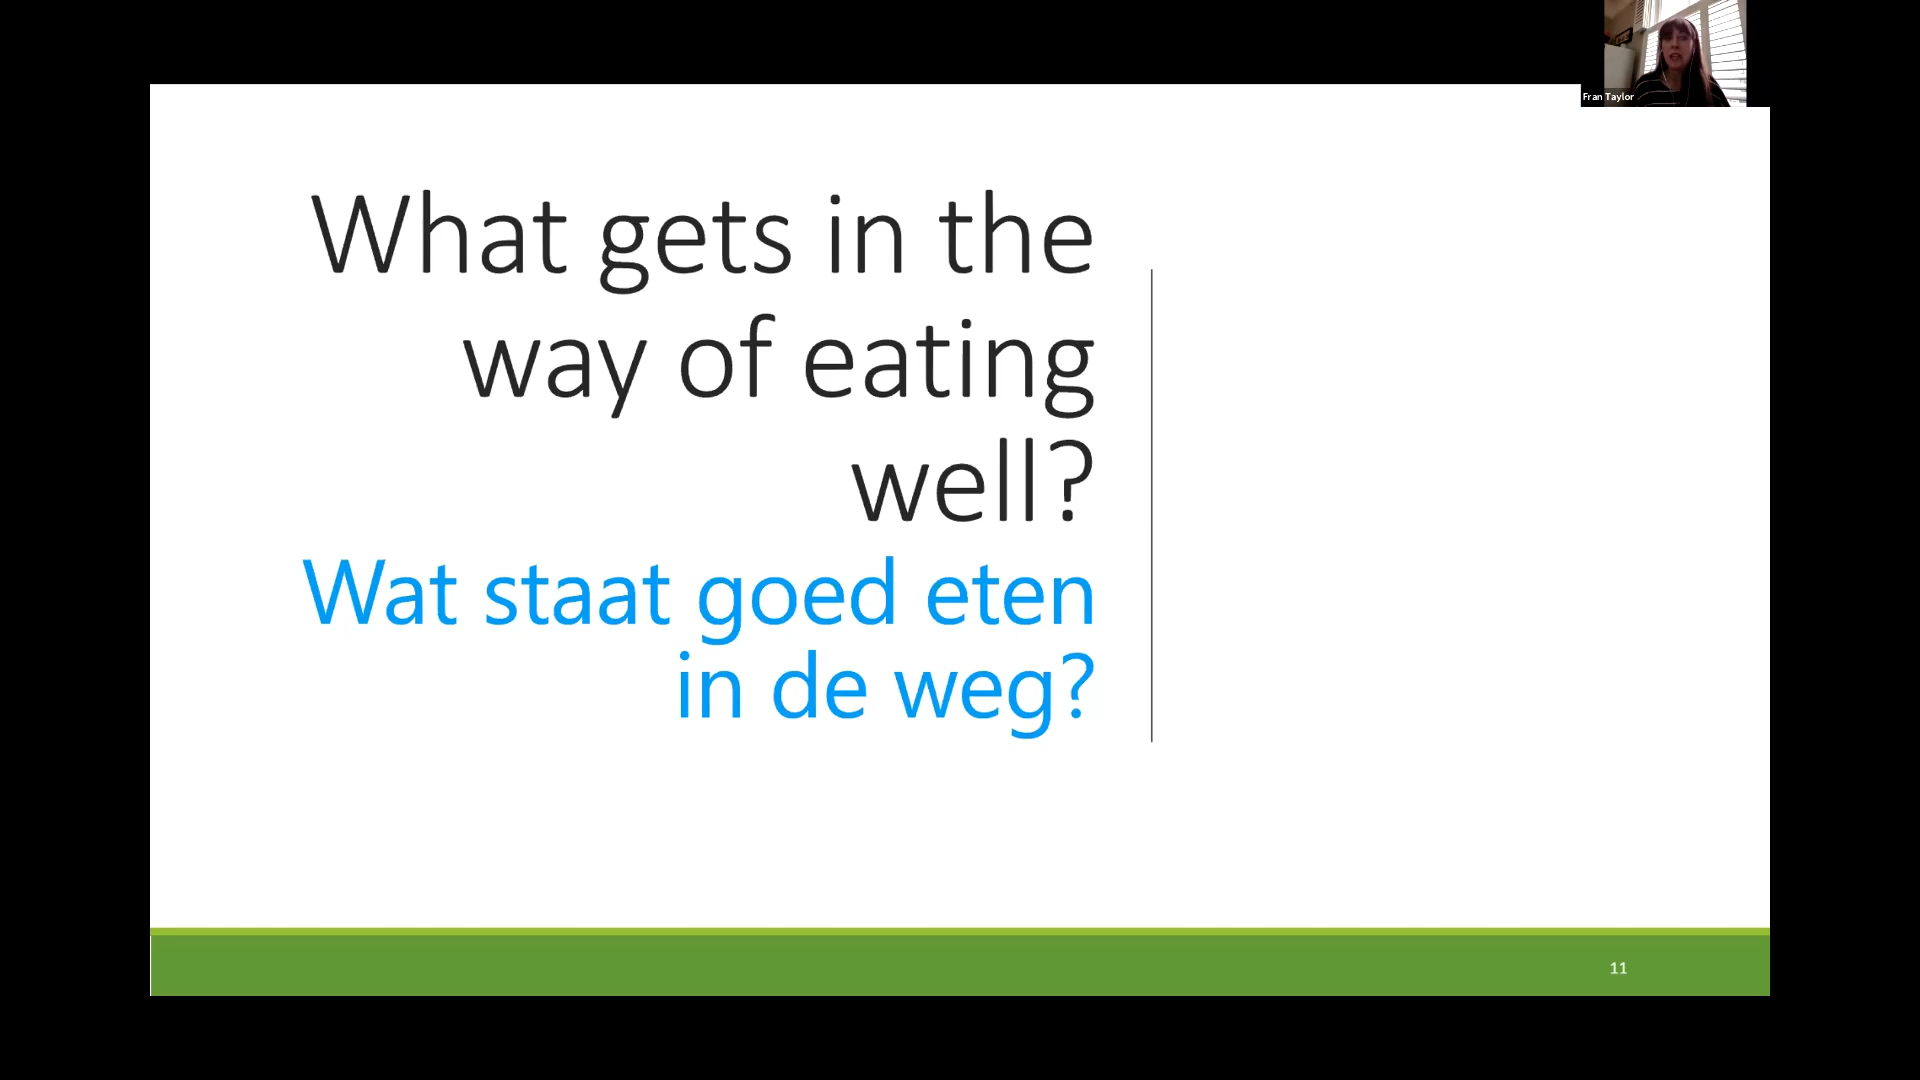 Fran Taylor
What gets in the
way of eating
well?
Wat staat goed eten
in de weg?
11